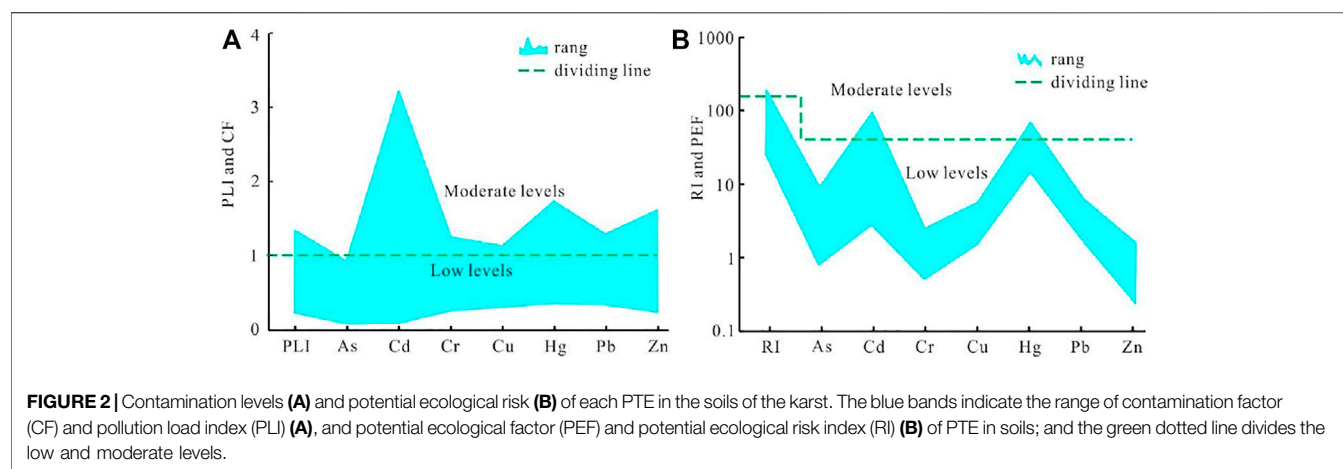 A
4
3
2
1
0
PLI and CF
rang
dividing line
Moderate levels
Low levels
PLI As Cd Cr Cu Hg Pb Zn
B
1000
100
10
1
0.1
RI and PEF
rang
dividing line
Moderate levels
Low levels
RI As Cd Cr Cu Hg Pb Zn
FIGURE 2 | Contamination levels (A) and potential ecological risk (B) of each PTE in the soils of the karst. The blue bands indicate the range of contamination factor
(CF) and pollution load index (PLI) (A), and potential ecological factor (PEF) and potential ecological risk index (RI) (B) of PTE in soils; and the green dotted line divides the
low and moderate levels.